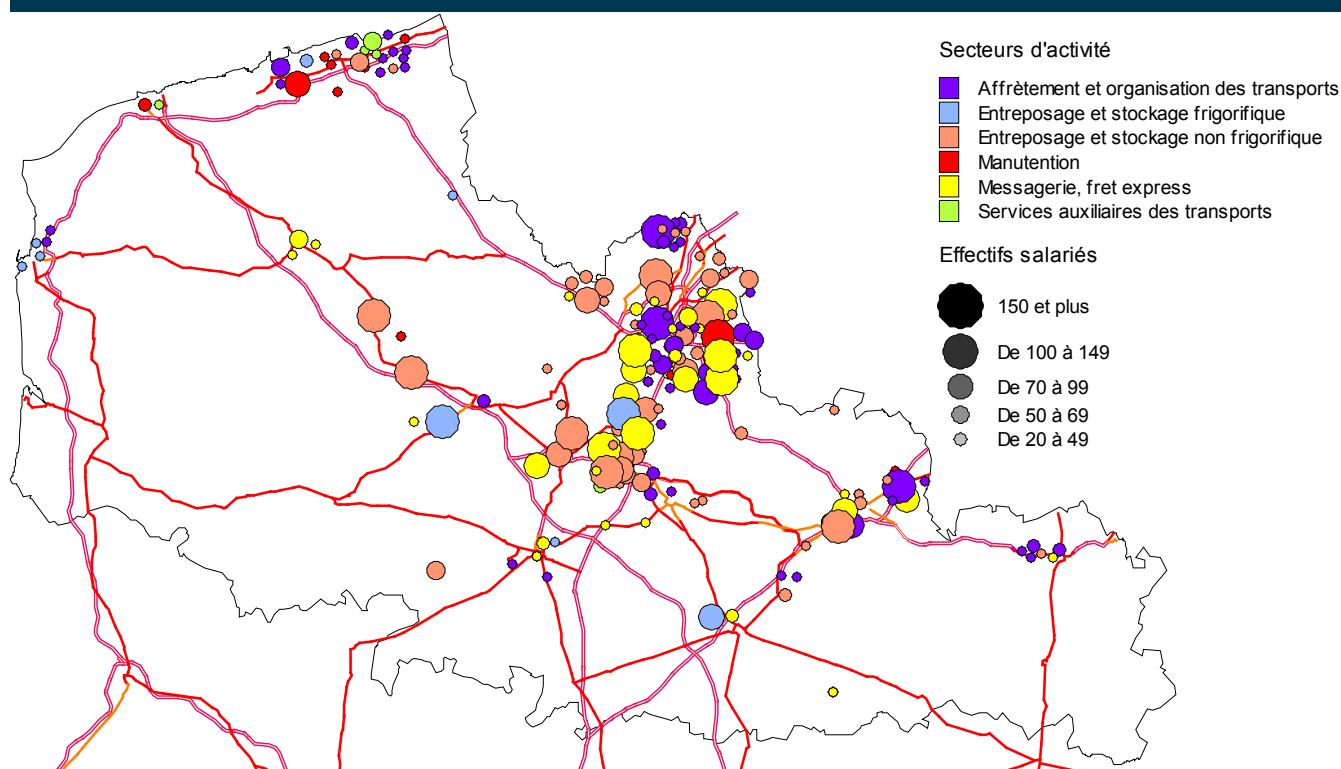 Secteurs d'activité
Affrètement et organisation des transports
Entreposage et stockage frigorifique
Entreposage et stockage non frigorifique
Manutention
Messagerie, fret express
Services auxiliaires des transports
Effectifs salariés
150 et plus
De 100 à 149
De 70 à 99
De 50 à 69
De 20 à 49